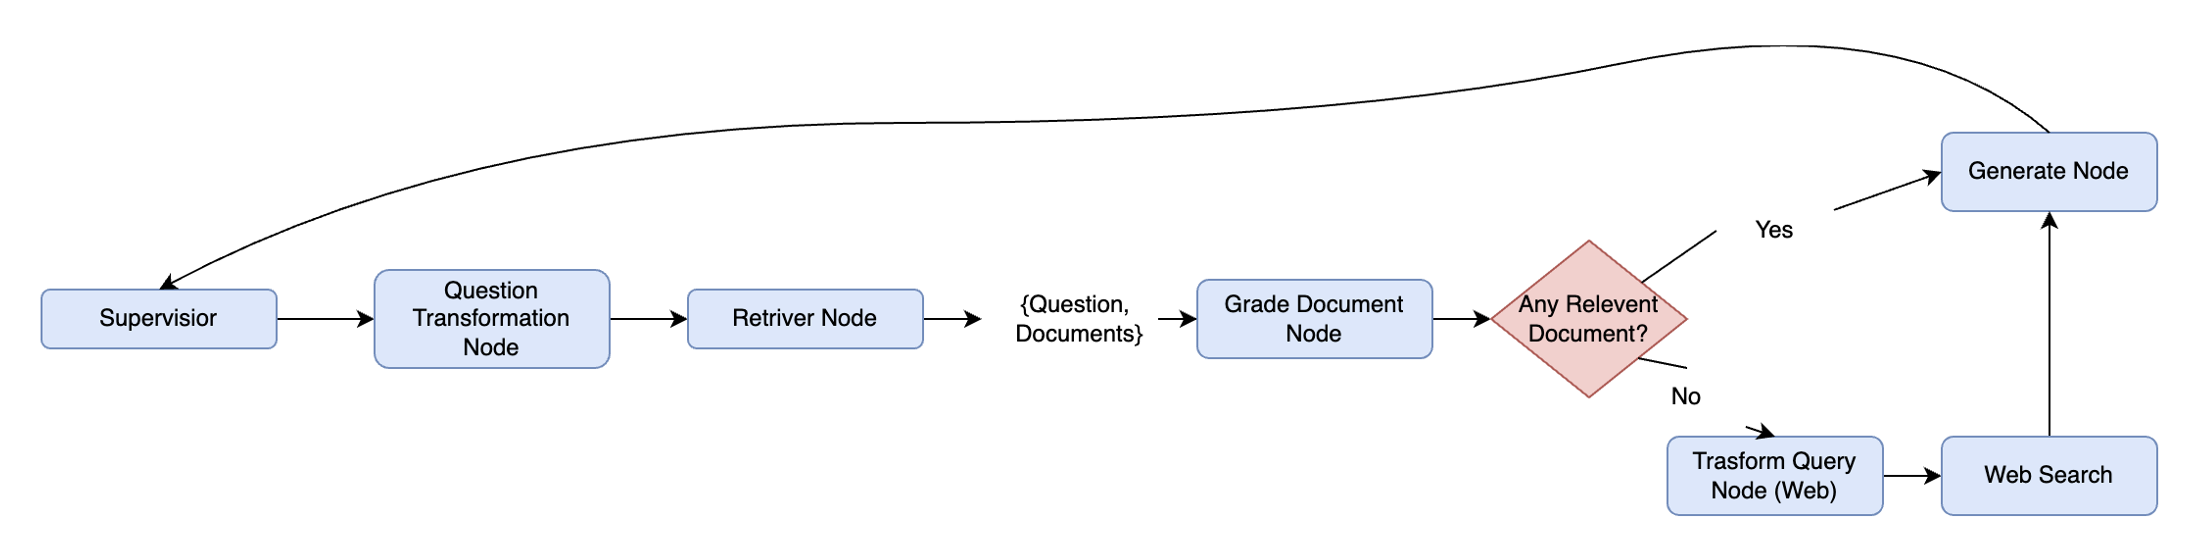 Supervisior
Question
Transformation
Node
Retriver Node
{Question,
Documents}
Grade Document
Node
Any Relevent
Document?
Yes
Generate Node
No
Trasform Query
Node (Web)
Web Search